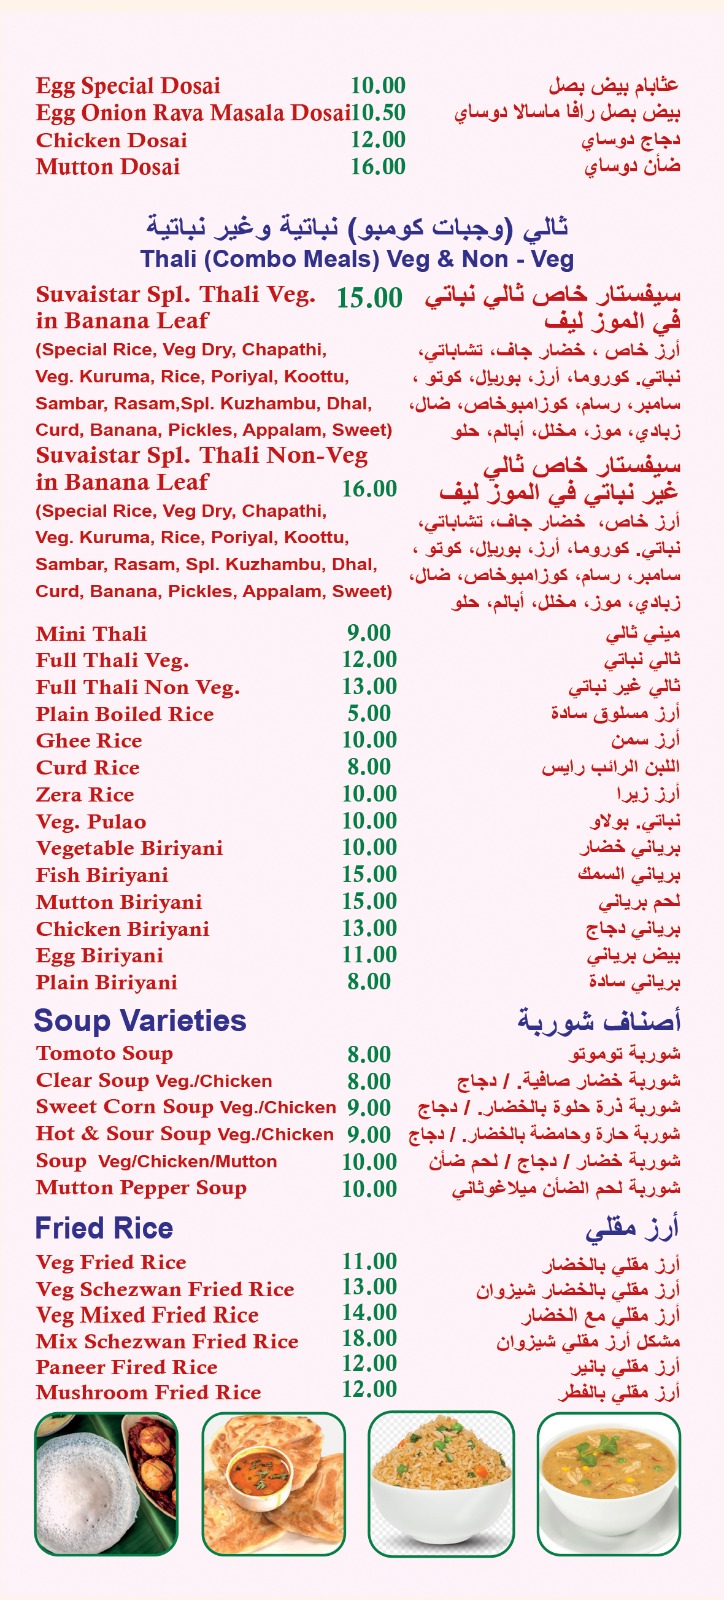 Egg Special Dosai 10.00 عثابام بيض بصل
Egg Onion Rava Masala Dosai 10.50 بيض بصل رافا ماسالا دوساي
Chicken Dosai 12.00 دجاج دوساي
Mutton Dosai 16.00 ضأن دوساي
ثالي (وجبات كومبو) نباتية وغير نباتية
Thali (Combo Meals) Veg & Non - Veg
Suvaistar Spl. Thali Veg. 15.00 سيفستار خاص ثالي نباتي
in Banana Leaf في الموز ليف
(Special Rice, Veg Dry, Chapathi, أرز خاص ، خضار جاف، تشاباتي،
Veg. Kuruma, Rice, Poriyal, Koottu, نباتي. كوروما، أرز، بوريال، كوتو ،
Sambar, Rasam,Spl. Kuzhambu, Dhal, سامبر، رسام، كوزامبوخاص، ضال،
Curd, Banana, Pickles, Appalam, Sweet) زبادي، موز، مخلل، أبالم، حلو
Suvaistar Spl. Thali Non-Veg سيفستار خاص ثالي
in Banana Leaf 16.00 غير نباتي في الموز ليف
(Special Rice, Veg Dry, Chapathi, أرز خاص، خضار جاف، تشاباتي،
Veg. Kuruma, Rice, Poriyal, Koottu, نباتي. كوروما، أرز، بوريال، كوتو ،
Sambar, Rasam, Spl. Kuzhambu, Dhal, سامبر، رسام، كوزامبوخاص، ضال،
Curd, Banana, Pickles, Appalam, Sweet) زبادي، موز، مخلل، أبالم، حلو
Mini Thali 9.00 ميني ثالي
Full Thali Veg. 12.00 ثالي نباتي
Full Thali Non Veg. 13.00 ثالي غير نباتي
Plain Boiled Rice 5.00 أرز مسلوق سادة
Ghee Rice 10.00 أرز سمن
Curd Rice 8.00 اللبن الرائب رايس
Zera Rice 10.00 أرز زيرا
Veg. Pulao 10.00 نباتي. بولاو
Vegetable Biriyani 10.00 برياني خضار
Fish Biriyani 15.00 برياني السمك
Mutton Biriyani 15.00 لحم برياني
Chicken Biriyani 13.00 برياني دجاج
Egg Biriyani 11.00 بيض برياني
Plain Biriyani 8.00 برياني سادة
Soup Varieties أصناف شوربة
Tomoto Soup 8.00 شوربة توموتو
Clear Soup Veg./Chicken 8.00 شوربة خضار صافية. / دجاج
Sweet Corn Soup Veg./Chicken 9.00 شوربة ذرة حلوة بالخضار. / دجاج
Hot & Sour Soup Veg./Chicken 9.00 شوربة حارة وحامضة بالخضار. / دجاج
Soup Veg/Chicken/Mutton 10.00 شوربة خضار / دجاج / لحم ضأن
Mutton Pepper Soup 10.00 شوربة لحم الضأن ميلاغوثاني
Fried Rice أرز مقلي
Veg Fried Rice 11.00 أرز مقلي بالخضار
Veg Schezwan Fried Rice 13.00 أرز مقلي بالخضار شيزوان
Veg Mixed Fried Rice 14.00 أرز مقلي مع الخضار
Mix Schezwan Fried Rice 18.00 مشكل أرز مقلي شيزوان
Paneer Fired Rice 12.00 أرز مقلي بانير
Mushroom Fried Rice 12.00 أرز مقلي بالفطر